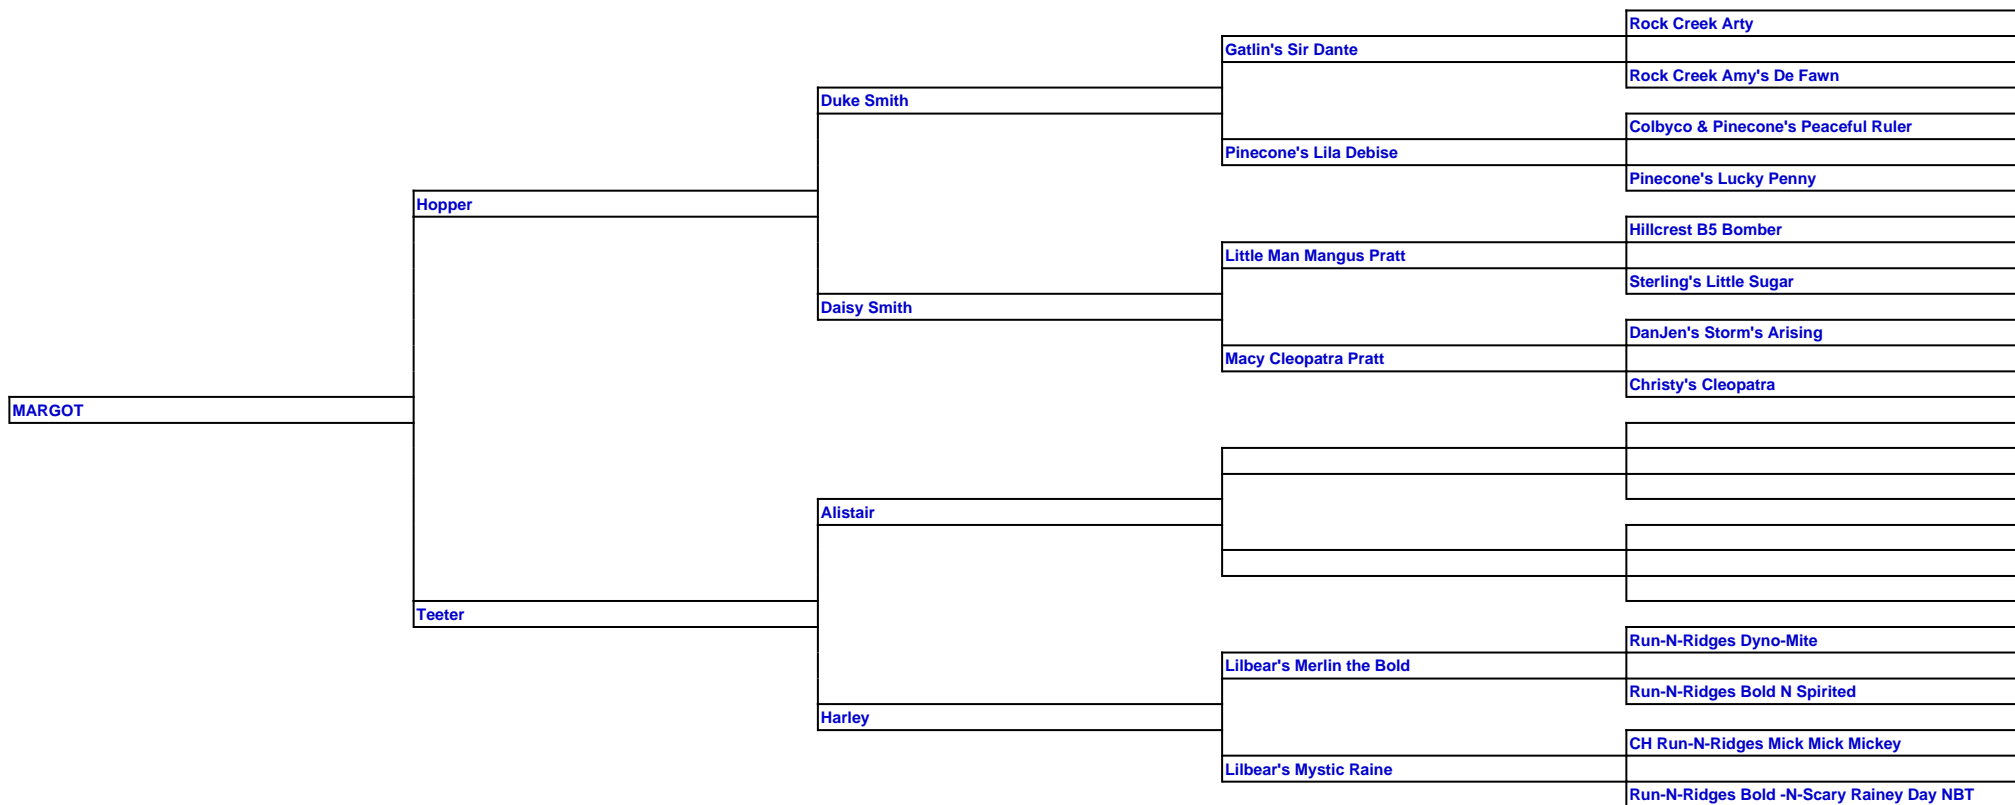 Rock Creek Arty
Gatlin's Sir Dante
Rock Creek Amy's De Fawn
Duke Smith
Colbyco & Pinecone's Peaceful Ruler
Pinecone's Lila Debise
Pinecone's Lucky Penny
Hopper
Hillcrest B5 Bomber
Little Man Mangus Pratt
Sterling's Little Sugar
Daisy Smith
DanJen's Storm's Arising
Macy Cleopatra Pratt
Christy's Cleopatra
MARGOT
Alistair
Teeter
Run-N-Ridges Dyno-Mite
Lilbear's Merlin the Bold
Run-N-Ridges Bold N Spirited
Harley
CH Run-N-Ridges Mick Mick Mickey
Lilbear's Mystic Raine
Run-N-Ridges Bold -N-Scary Rainey Day NBT